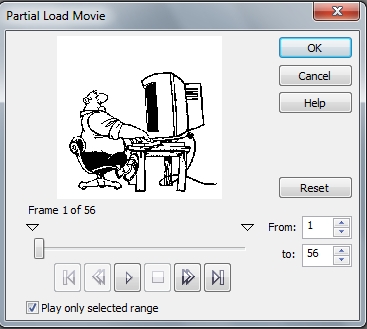 Partial Load Movie
OK
Cancel
Help
Reset
Frame 1 of 56
From: 1
to: 56
Play only selected range